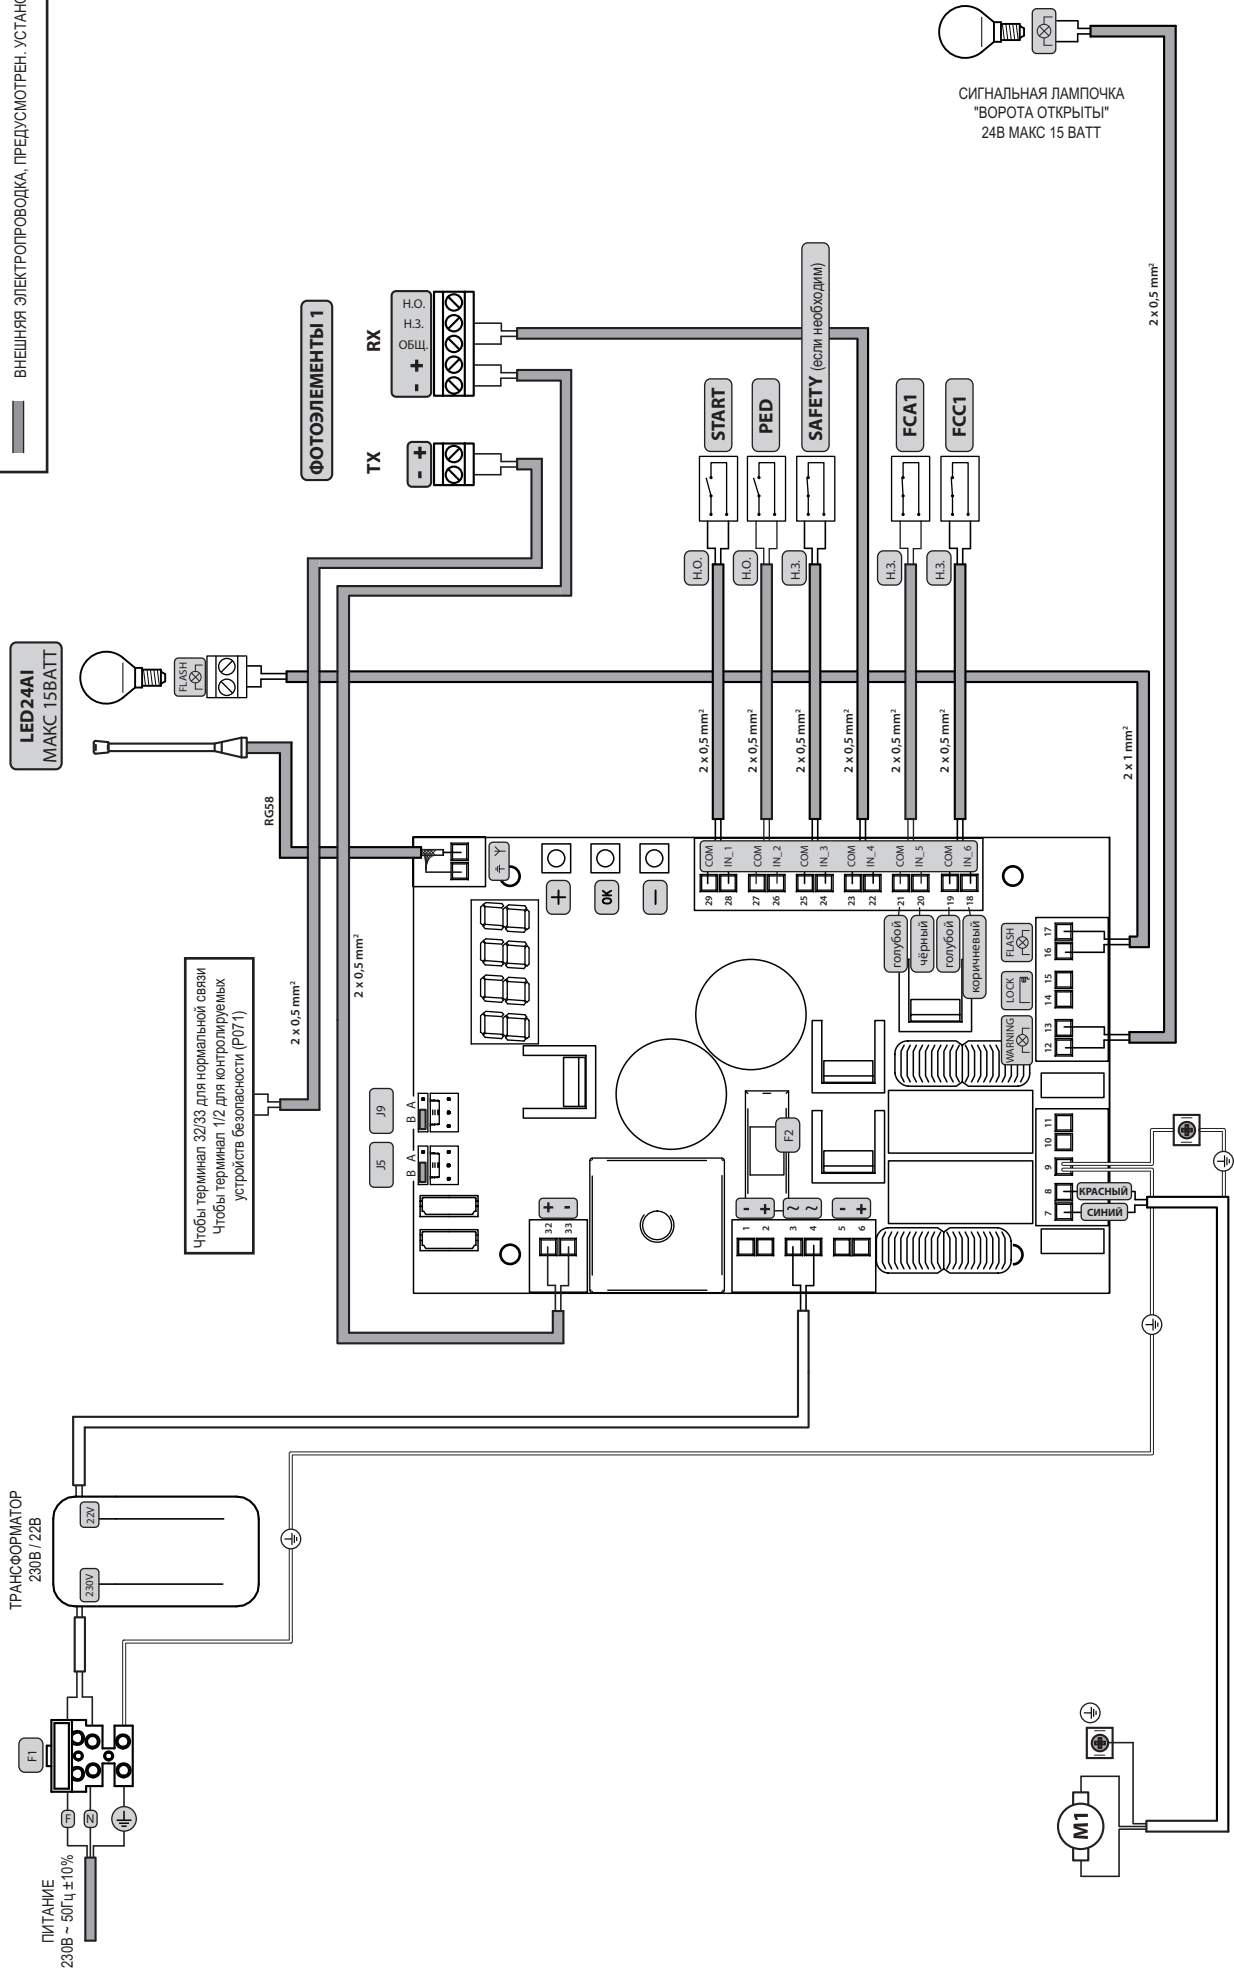 ВНЕШНЯЯ ЭЛЕКТРОПРОВОДКА, ПРЕДУСМОТРЕН. УСТАНО
LED24AI
МАКС 15ВАТТ
FLASH
RG58
ФОТОЭЛЕМЕНТЫ 1
TX
- +
RX
- +
ОБЩ.
Н.З.
Н.О.
СИГНАЛЬНАЯ ЛАМПОЧКА
"ВОРОТА ОТКРЫТЫ"
24В МАКС 15 ВАТТ
2 x 0,5 mm²
Чтобы терминал 32/33 для нормальной связи
Чтобы терминал 1/2 для контролируемых
устройств безопасности (P071)
2 x 0,5 mm²
2 x 0,5 mm²
START
PED
SAFETY (если необходим)
FCA1
FCC1
Н.О.
Н.О.
Н.З.
Н.З.
Н.З.
2 x 0,5 mm²
2 x 0,5 mm²
2 x 0,5 mm²
2 x 0,5 mm²
2 x 0,5 mm²
2 x 0,5 mm²
2 x 1 mm²
+
OK
-
29 COM
28 IN_1
27 COM
26 IN_2
25 COM
24 IN_3
23 COM
22 IN_4
21 COM
20 IN_5
19 COM
18 IN_6
голубой
чёрный
голубой
коричневый
J5
B A
J9
B A
32 +
33 -
F2
1 -
2 +
3 ~
4 ~
5 -
6 +
7 8 9 10 11
СИНИЙ
КРАСНЫЙ
WARNING
LOCK
FLASH
12 13 14 15 16 17
ТРАНСФОРМАТОР
230В / 22В
230V
22V
F1
F
N
ПИТАНИЕ
230В ~ 50Гц ±10%
M1